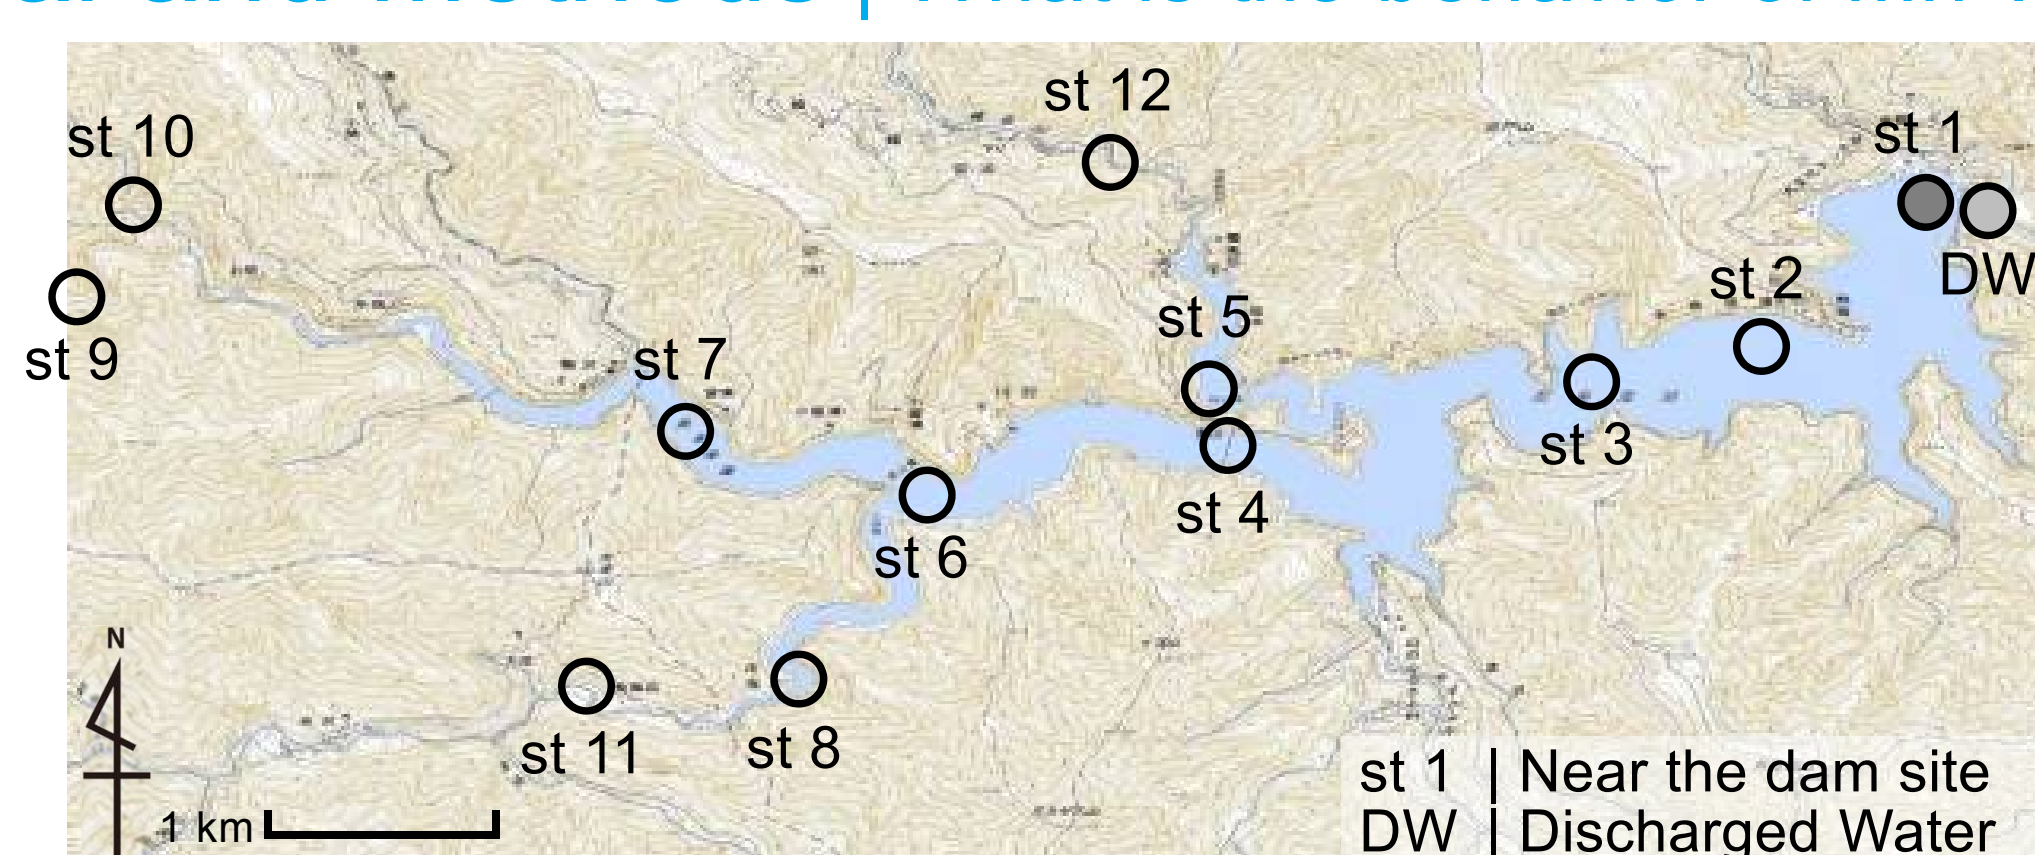 st 12
st 10
st 1
DW
st 2
st 5
st 9
st 7
st 3
st 4
st 6
N
st 11
st 8
1 km
st 1 | Near the dam site
DW | Discharged Water